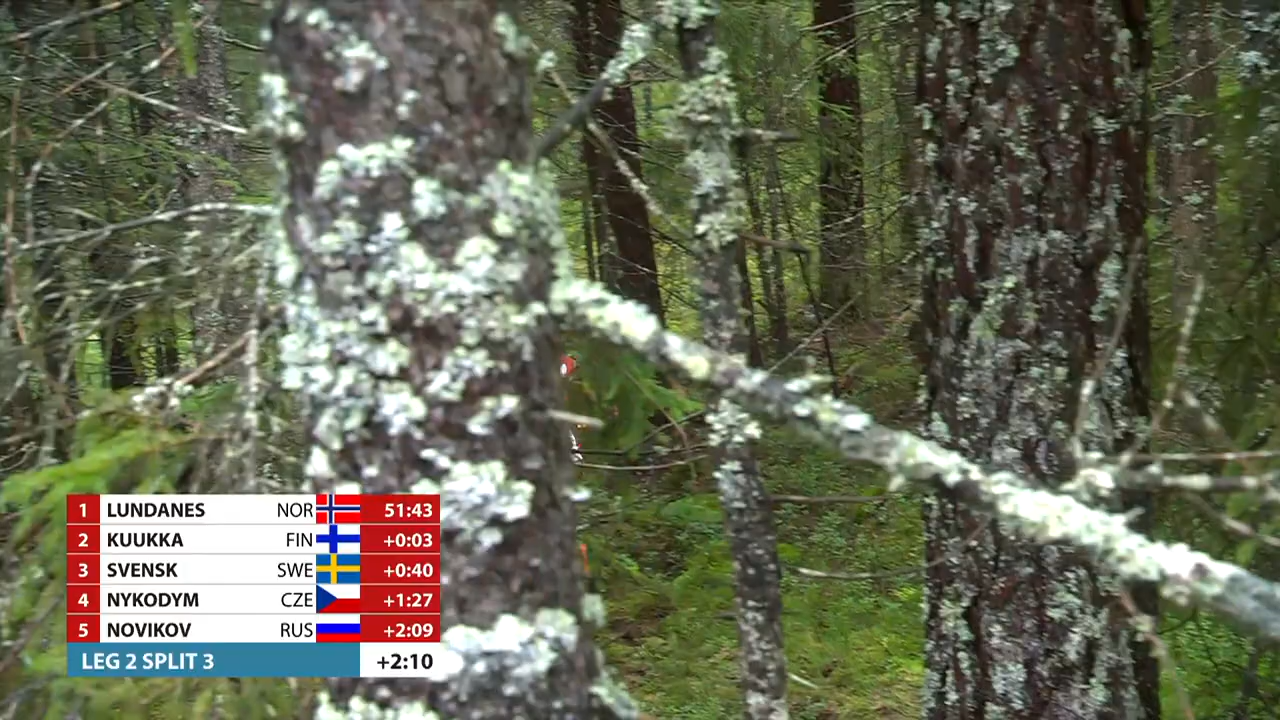 1 LUNDANES NOR 51:43
2 KUUKKA FIN +0:03
3 SVENSK SWE +0:40
4 NYKODYM CZE +1:27
5 NOVIKOV RUS +2:09
LEG 2 SPLIT 3 +2:10